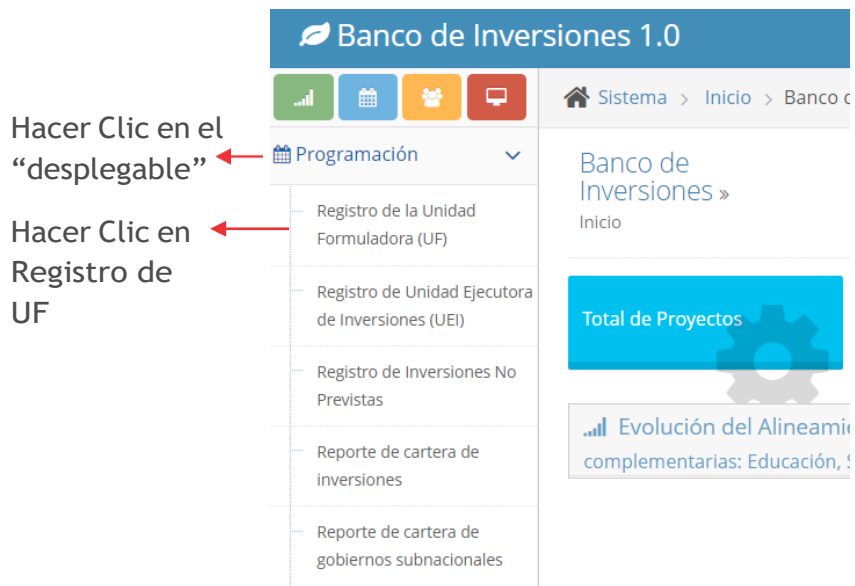 Banco de Inversiones 1.0
Sistema > Inicio > Banco
Hacer Clic en el
“desplegable”
Programación
Banco de
Inversiones »
Inicio
Hacer Clic en
Registro de
UF
Registro de la Unidad
Formuladora (UF)
Registro de Unidad Ejecutora
de Inversiones (UEI)
Total de Proyectos
Registro de Inversiones No
Previstas
Evolución del Alineami
complementarias: Educación,
Reporte de cartera de
inversiones
Reporte de cartera de
gobiernos subnacionales